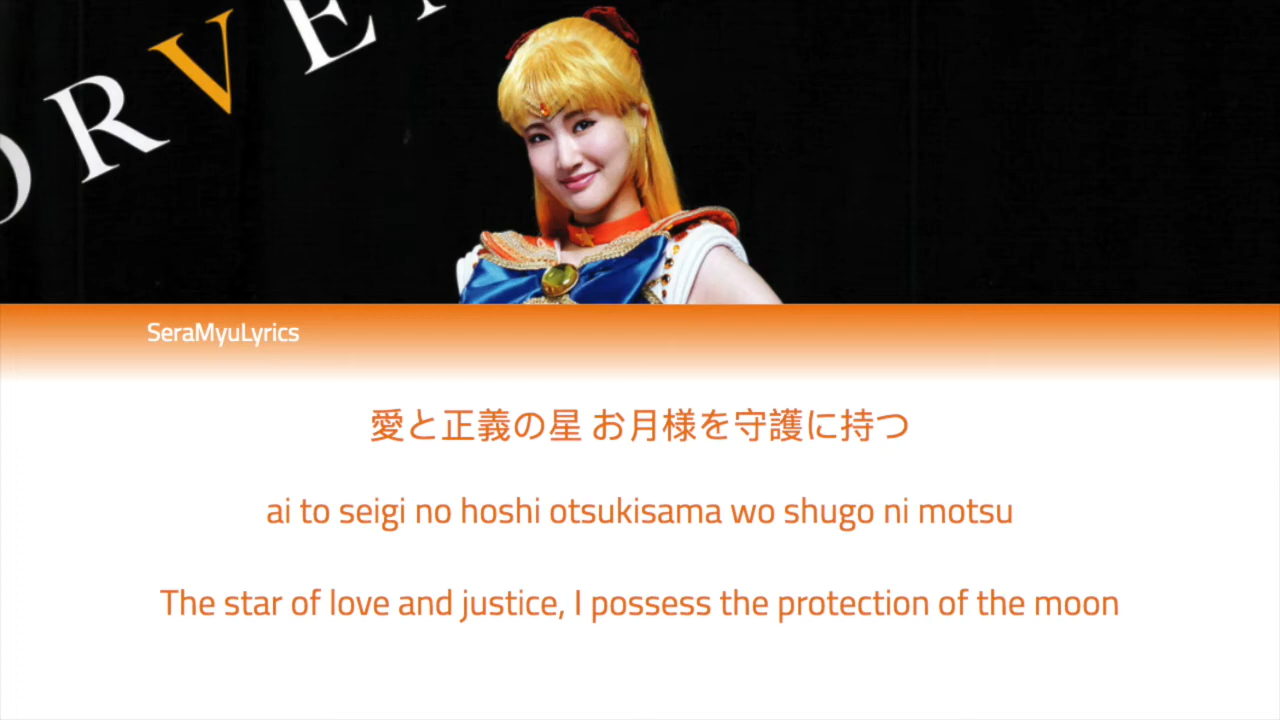 ORVE
SeraMyuLyrics
愛と正義の星 お月様を守護に持つ
ai to seigi no hoshi otsukisama wo shugo ni motsu
The star of love and justice, I possess the protection of the moon